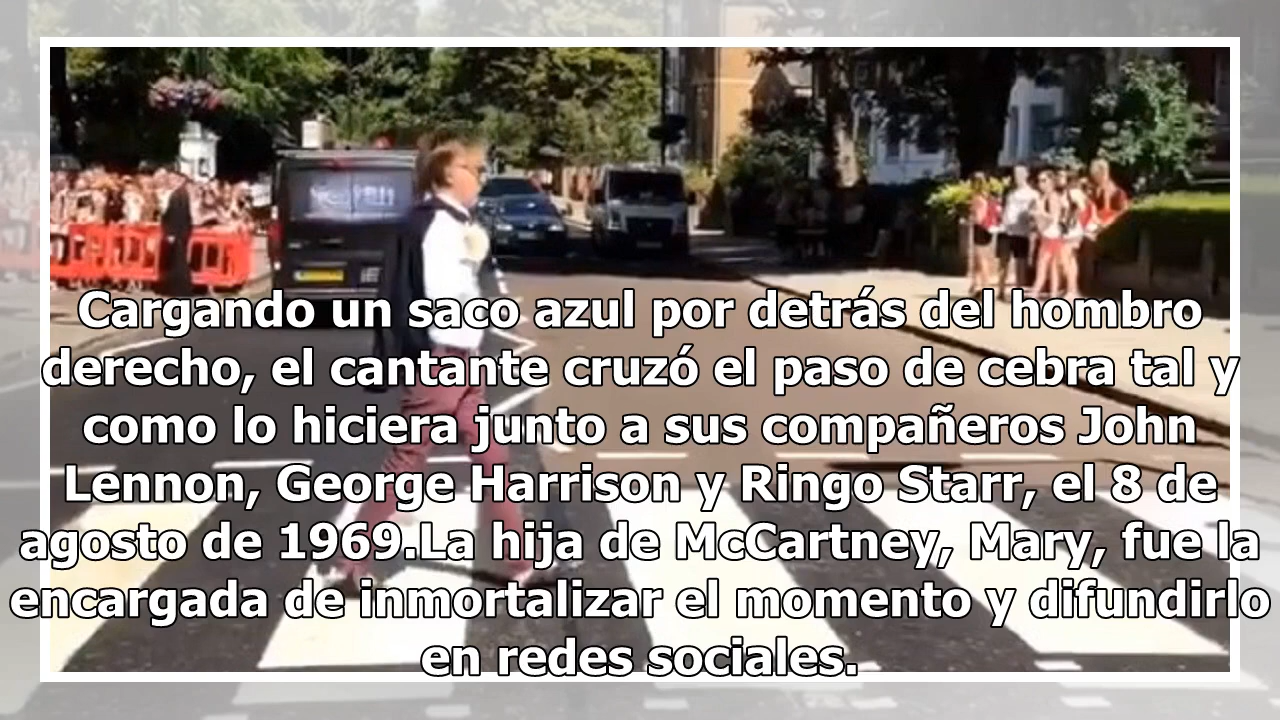 Cargando un saco azul por detrás del hombro
derecho, el cantante cruzó el paso de cebra tal y
como lo hiciera junto a sus compañeros John
Lennon, George Harrison y Ringo Starr, el 8 de
agosto de 1969.La hija de McCartney, Mary, fue la
encargada de inmortalizar el momento y difundirlo
en redes sociales.